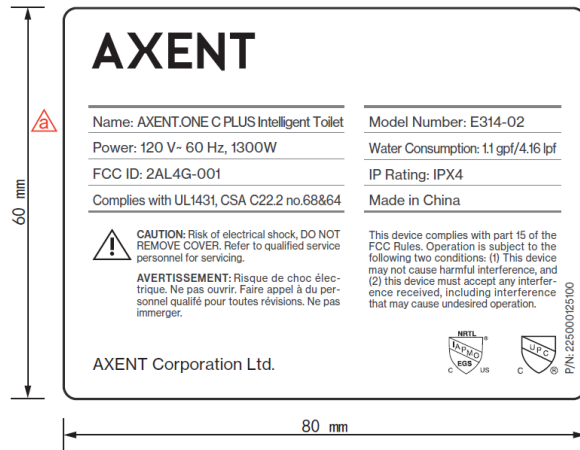 AXENT
a
Name: AXENT.ONE C PLUS Intelligent Toilet
Model Number: E314-02
Power: 120 V~ 60 Hz, 1300W
Water Consumption: 1.1 gpf/4.16 lpf
FCC ID: 2AL4G-001
IP Rating: IPX4
Complies with UL1431, CSA C22.2 no.68&64
Made in China
CAUTION: Risk of electrical shock, DO NOT
REMOVE COVER. Refer to qualified service
personnel for servicing.
AVERTISSEMENT: Risque de choc élec-
trique. Ne pas ouvrir. Faire appel à du per-
sonnel qualifé pour toutes révisions. Ne pas
immerger.
This device complies with part 15 of the
FCC Rules. Operation is subject to the
following two conditions: (1) This device
may not cause harmful interference, and
(2) this device must accept any interfer-
ence received, including interference
that may cause undesired operation.
AXENT Corporation Ltd.
NRTL
a
IAPMO
EGS
C US
UPC
C ®
P/N: 225000125100
60 mm
80 mm